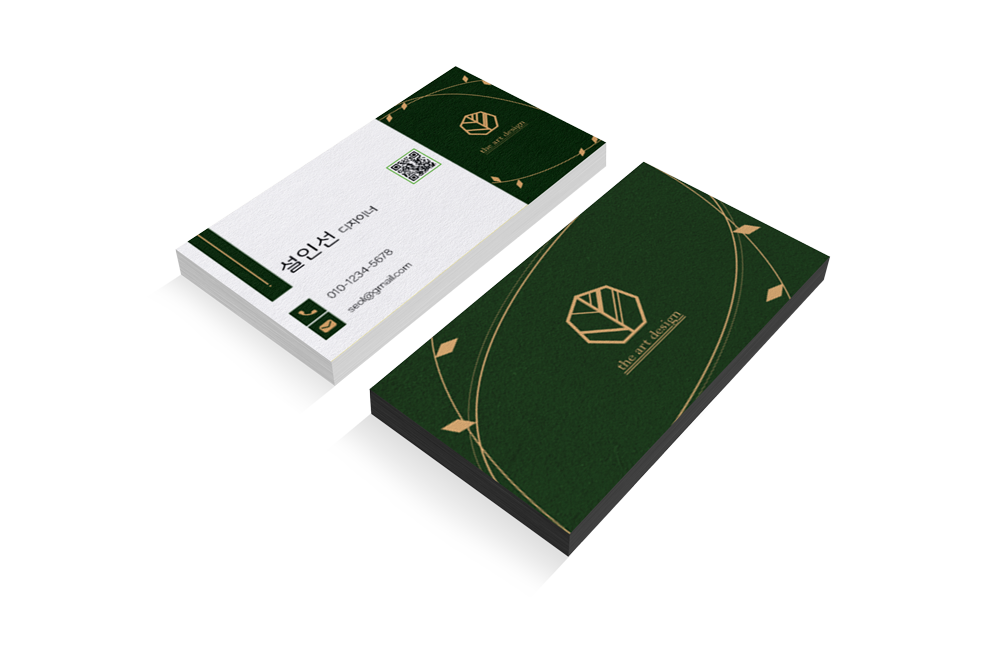 the art design
설인선 디자이너
010-1234-5678
seol@gmail.com
the art design